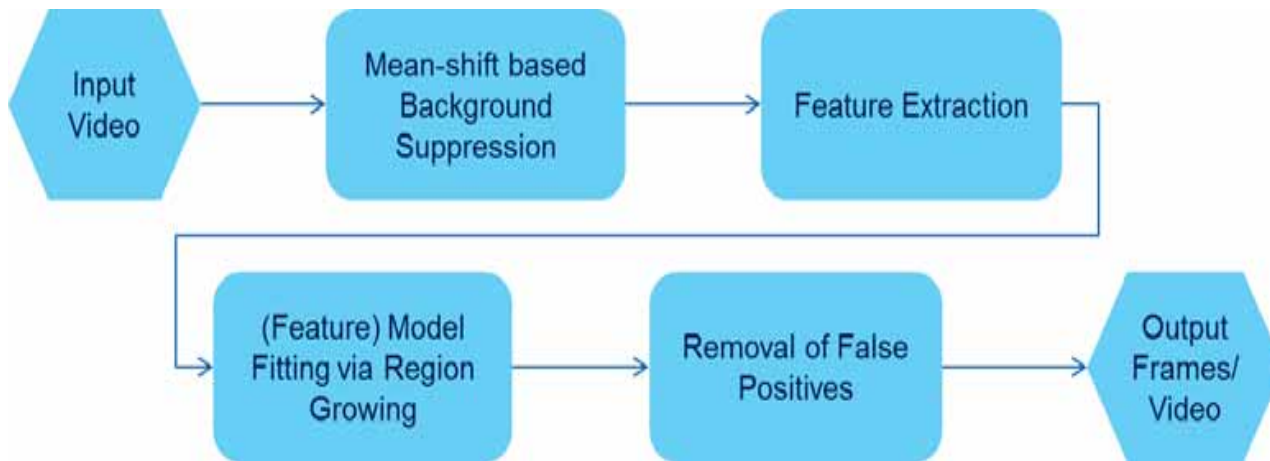 Input
Video
Mean-shift based
Background
Suppression
Feature Extraction
(Feature) Model
Fitting via Region
Growing
Removal of False
Positives
Output
Frames/
Video